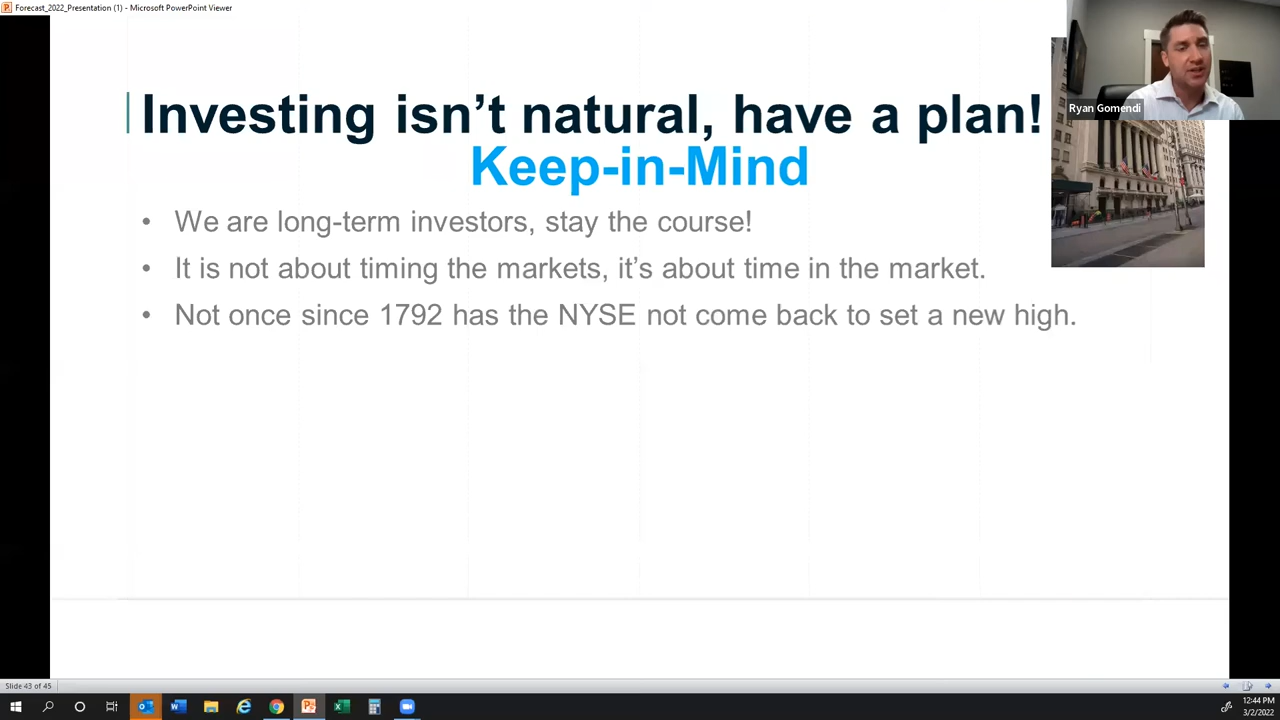 Forecast_2022_Presentation (1) - Microsoft PowerPoint Viewer
Ryan Gomendi
Investing isn't natural, have a plan!
Keep-in-Mind
• We are long-term investors, stay the course!
• It is not about timing the markets, it's about time in the market.
• Not once since 1792 has the NYSE not come back to set a new high.
Slide 43 of 45
12:44 PM
3/2/2022